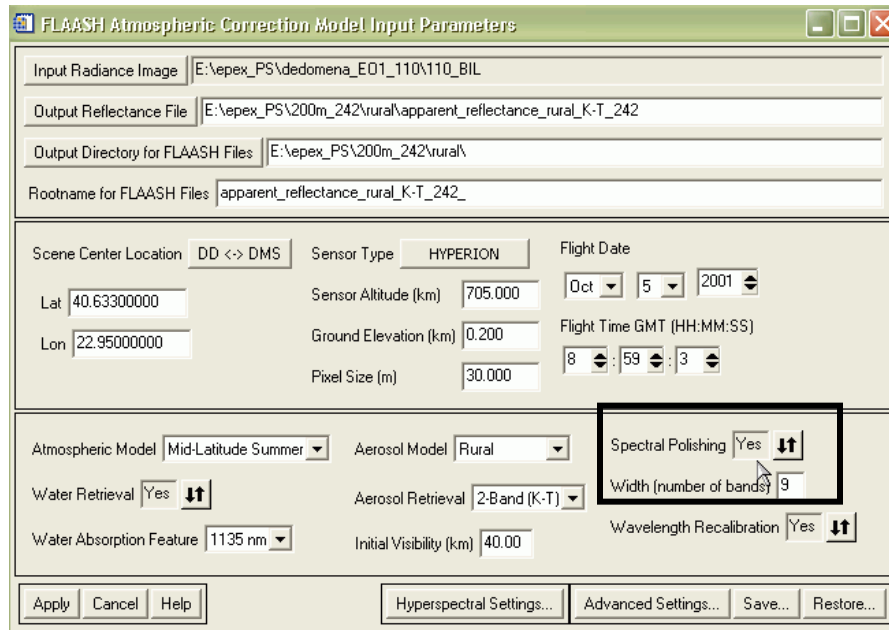 FLAASH Atmospheric Correction Model Input Parameters
Input Radiance Image E:\epex_PS\dedomena_EO1_110\110_BIL
Output Reflectance File E:\epex_PS\200m_242\rural\apparent_reflectance_rural_K-T_242
Output Directory for FLAASH Files E:\epex_PS\200m_242\rural\
Rootname for FLAASH Files apparent_reflectance_rural_K-T_242_
Scene Center Location DD <-> DMS
Lat 40.63300000
Lon 22.95000000
Sensor Type HYPERION
Sensor Altitude (km) 705.000
Ground Elevation (km) 0.200
Pixel Size (m) 30.000
Flight Date
Oct 5 2001
Flight Time GMT (HH:MM:SS)
8 : 59 : 3
Atmospheric Model Mid-Latitude Summer
Water Retrieval Yes
Water Absorption Feature 1135 nm
Aerosol Model Rural
Aerosol Retrieval 2-Band (K-T)
Initial Visibility (km) 40.00
Spectral Polishing Yes
Width (number of bands) 9
Wavelength Recalibration Yes
Apply Cancel Help Hyperspectral Settings... Advanced Settings... Save... Restore...